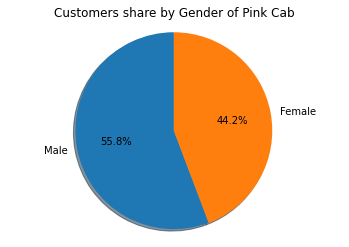 Customers share by Gender of Pink Cab
Female
44.2%
55.8%
Male